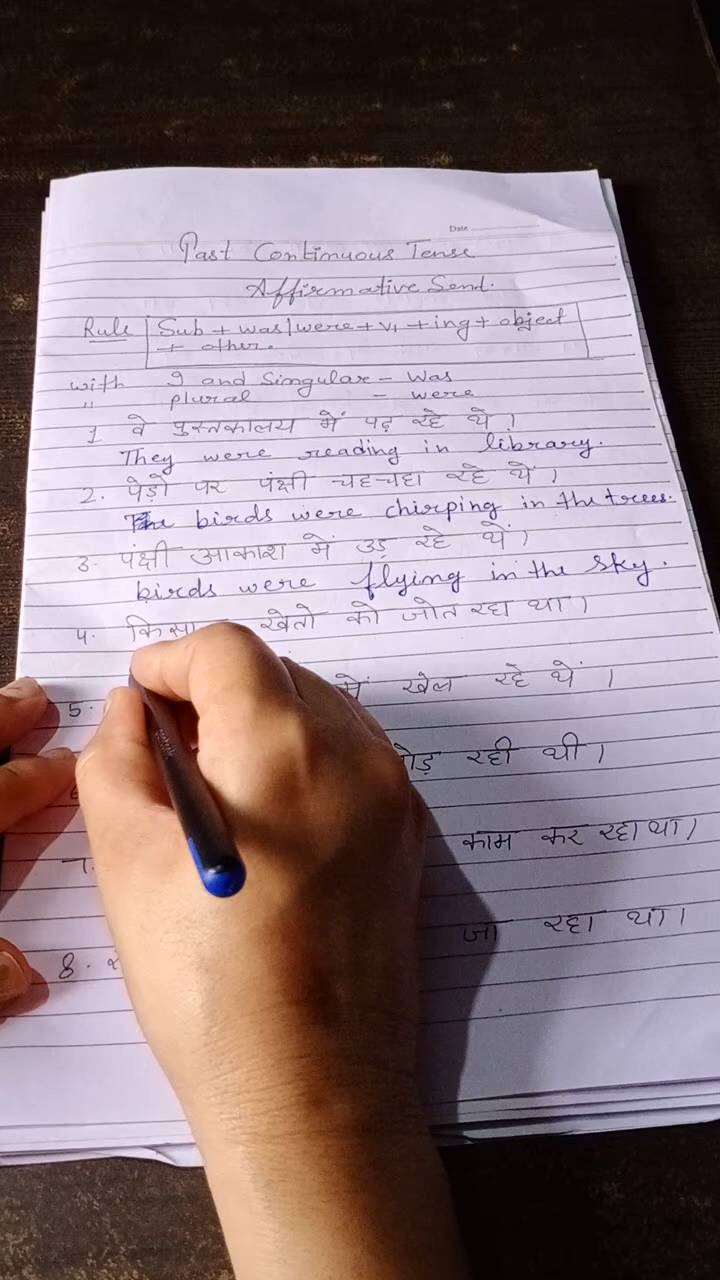 Date
Past Continuous Tense
Affirmative Send.
Rule Sub + was/were + v1 + ing + object
+ other.
with I and Singular - Was
" plural - were
1 वे पुस्तकालय में पढ़ रहे थे।
They were reading in library.
2. पेड़ो पर पंक्षी चहचहा रहे थें।
The birds were chirping in the trees.
3. पंक्षी आकाश में उड़ रहे थें।
birds were flying in the sky.
4. खेतो को जोत रहा था।
5. में खेल रहे थें।
रही थी।
7. काम कर रहा था।
8. जा रहा था।